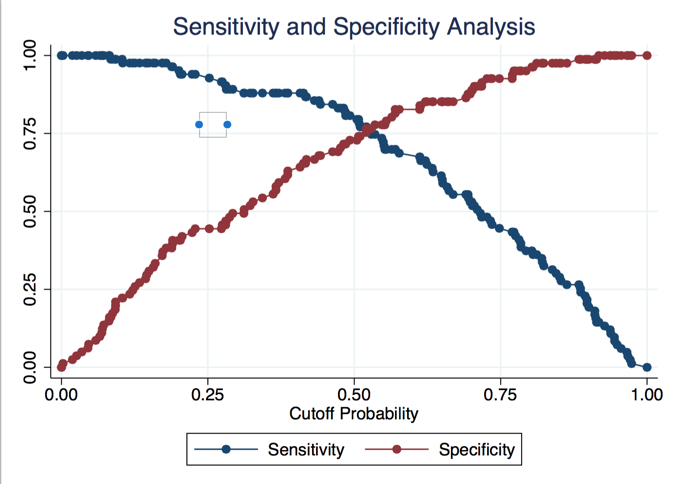 Sensitivity and Specificity Analysis
1.00
0.75
0.50
0.25
0.00
0.00 0.25 0.50 0.75 1.00
Cutoff Probability
Sensitivity Specificity